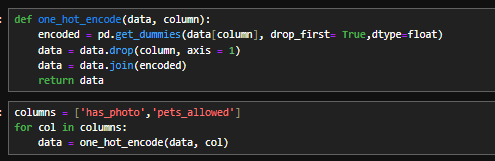 def one_hot_encode(data, column):
    encoded = pd.get_dummies(data[column], drop_first= True,dtype=float)
    data = data.drop(column, axis = 1)
    data = data.join(encoded)
    return data
columns = ['has_photo','pets_allowed']
for col in columns:
    data = one_hot_encode(data, col)